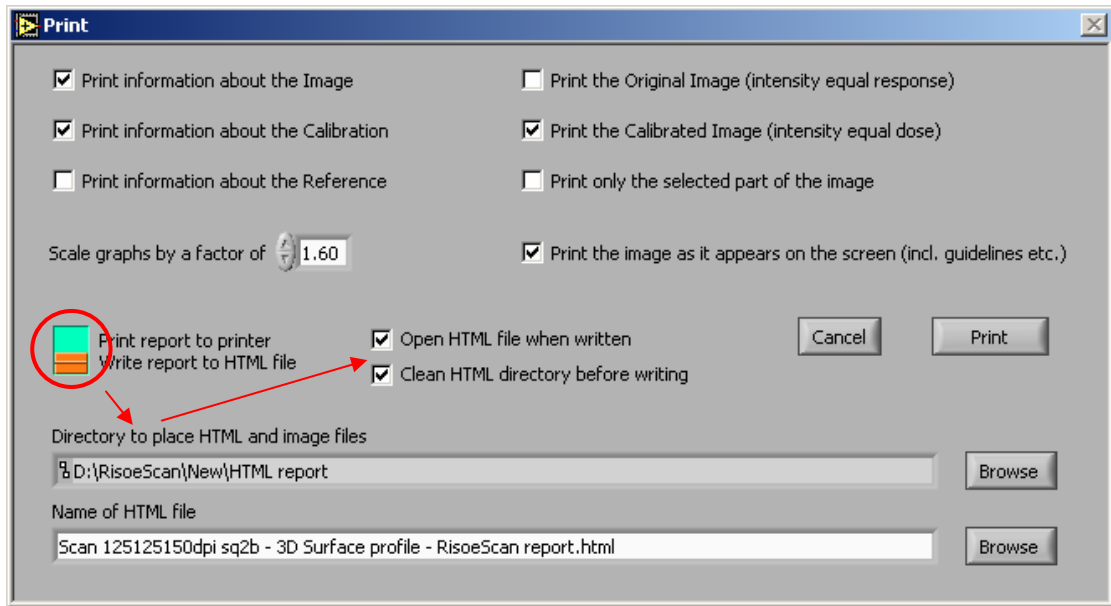 Print
Print information about the Image
Print the Original Image (intensity equal response)
Print information about the Calibration
Print the Calibrated Image (intensity equal dose)
Print information about the Reference
Print only the selected part of the image
Scale graphs by a factor of 1.60
Print the image as it appears on the screen (incl. guidelines etc.)
Print report to printer
Write report to HTML file
Open HTML file when written
Clean HTML directory before writing
Cancel
Print
Directory to place HTML and image files
D:\RisoeScan\New\HTML report
Browse
Name of HTML file
Scan 125125150dpi sq2b - 3D Surface profile - RisoeScan report.html
Browse